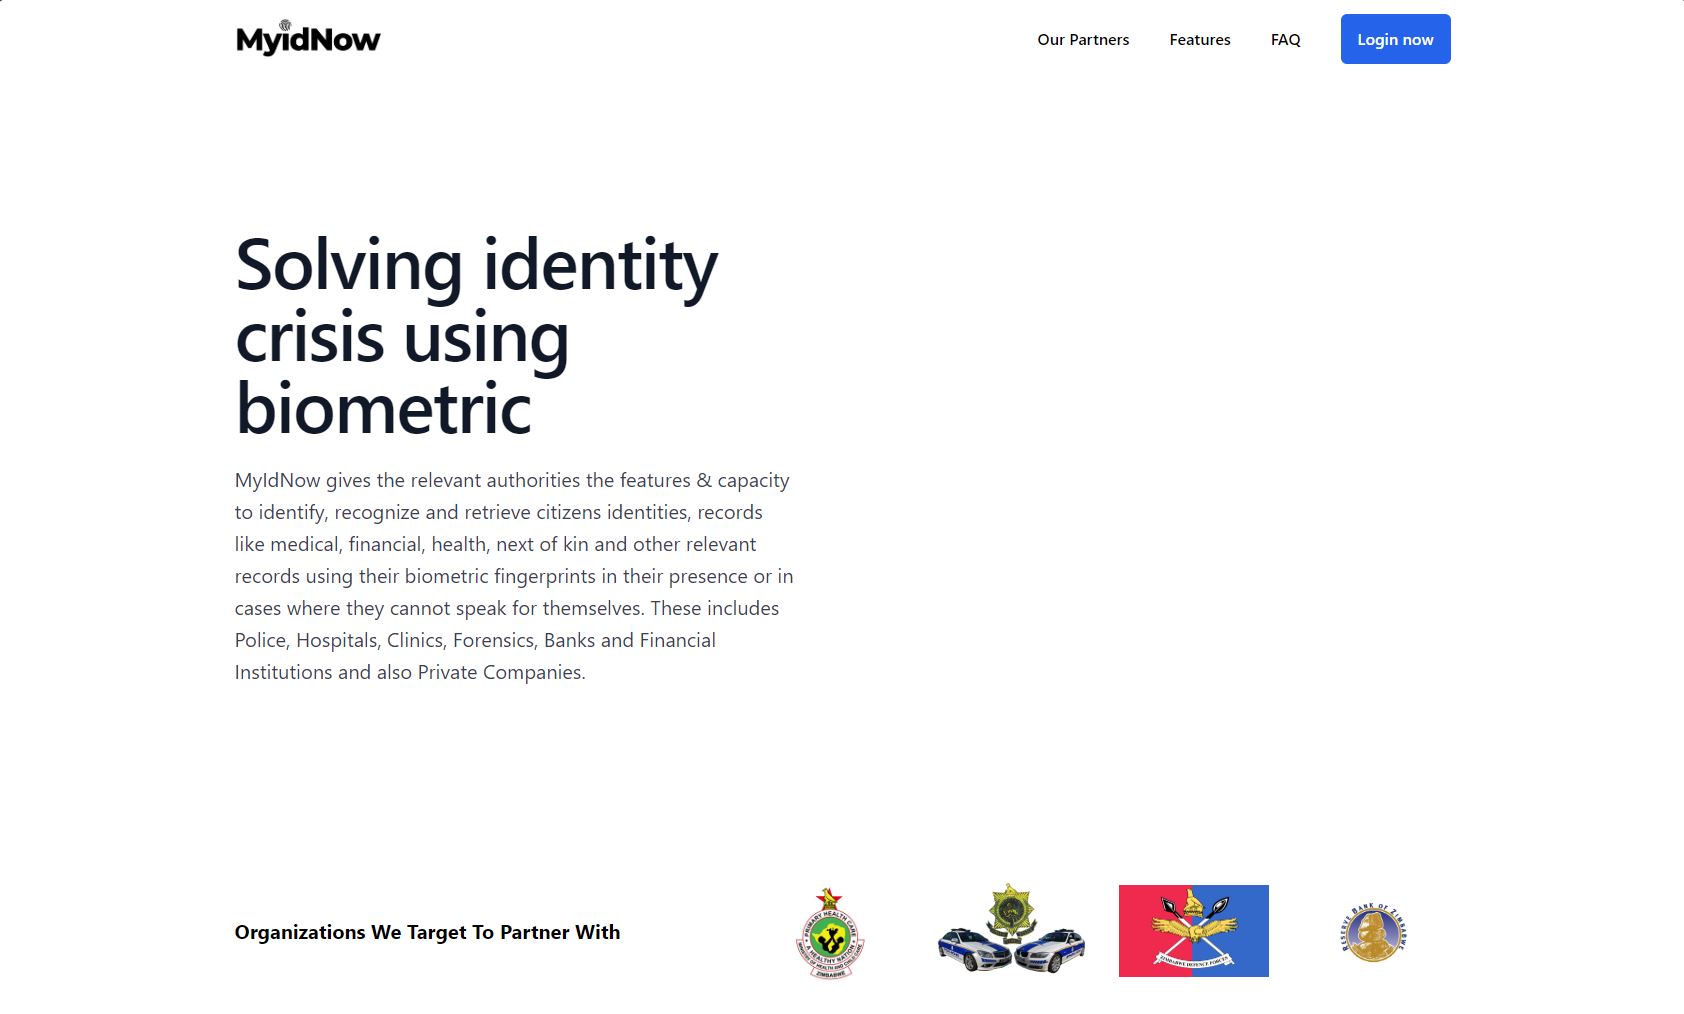 MyidNow
Our Partners
Features
FAQ
Login now
Solving identity
crisis using
biometric
MyIdNow gives the relevant authorities the features & capacity
to identify, recognize and retrieve citizens identities, records
like medical, financial, health, next of kin and other relevant
records using their biometric fingerprints in their presence or in
cases where they cannot speak for themselves. These includes
Police, Hospitals, Clinics, Forensics, Banks and Financial
Institutions and also Private Companies.
Organizations We Target To Partner With
PRIMARY HEALTH CARE
A HEALTHY NATION
MINISTRY OF HEALTH AND CHILD CARE
ZIMBABWE
ZIMBABWE DEFENCE FORCES
RESERVE BANK OF ZIMBABWE